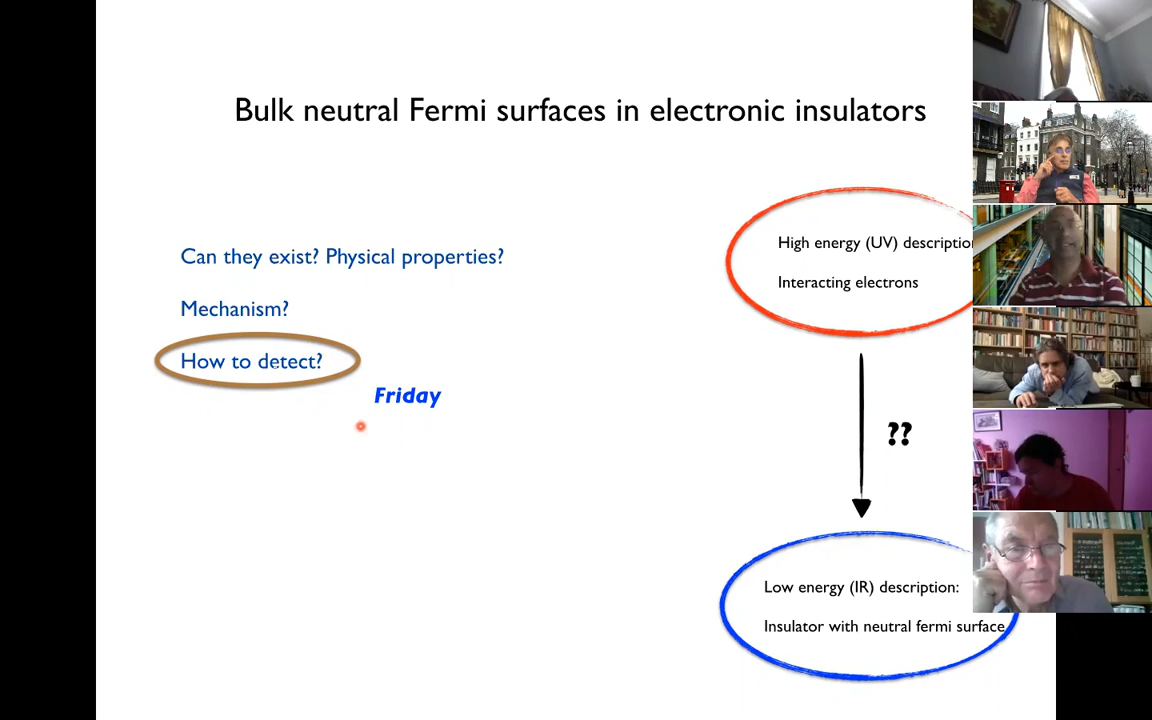 Bulk neutral Fermi surfaces in electronic insulators
Can they exist? Physical properties?
Mechanism?
How to detect?
Friday
High energy (UV) description
Interacting electrons
??
Low energy (IR) description:
Insulator with neutral fermi surface